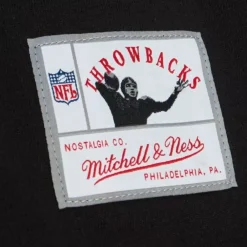 THROWBACKS
NFL
NOSTALGIA CO.
Mitchell & Ness
PHILADELPHIA, PA.